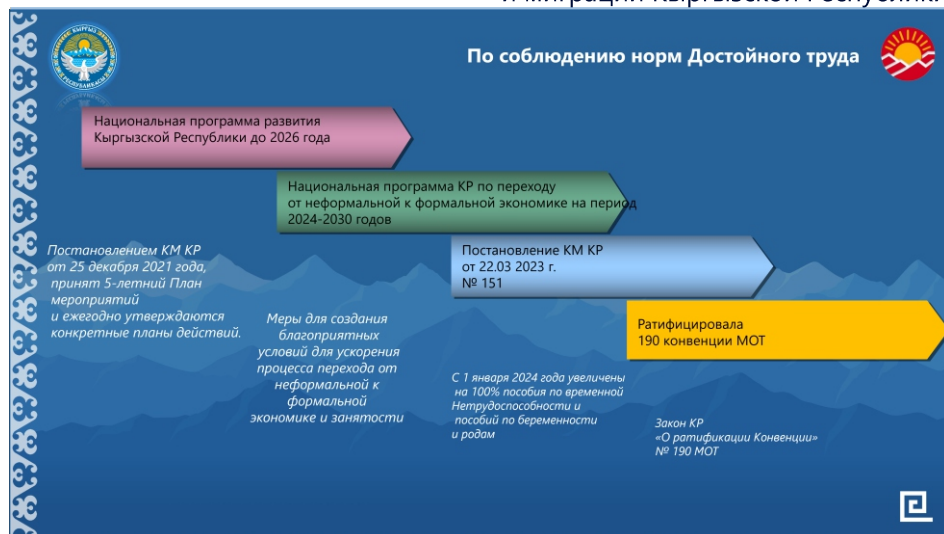 и миграции Кыргызской Республик
По соблюдению норм Достойного труда
Национальная программа развития
Кыргызской Республики до 2026 года
Национальная программа КР по переходу
от неформальной к формальной экономике на период
2024-2030 годов
Постановлением КМ КР
от 25 декабря 2021 года,
принят 5-летний План
мероприятий
и ежегодно утверждаются
конкретные планы действий.
Постановление КМ КР
от 22.03 2023 г.
№ 151
Меры для создания
благоприятных
условий для ускорения
процесса перехода от
неформальной к
формальной
экономике и занятости
Ратифицировала
190 конвенции МОТ
С 1 января 2024 года увеличены
на 100% пособия по временной
Нетрудоспособности и
пособий по беременности
и родам
Закон КР
«О ратификации Конвенции»
№ 190 МОТ